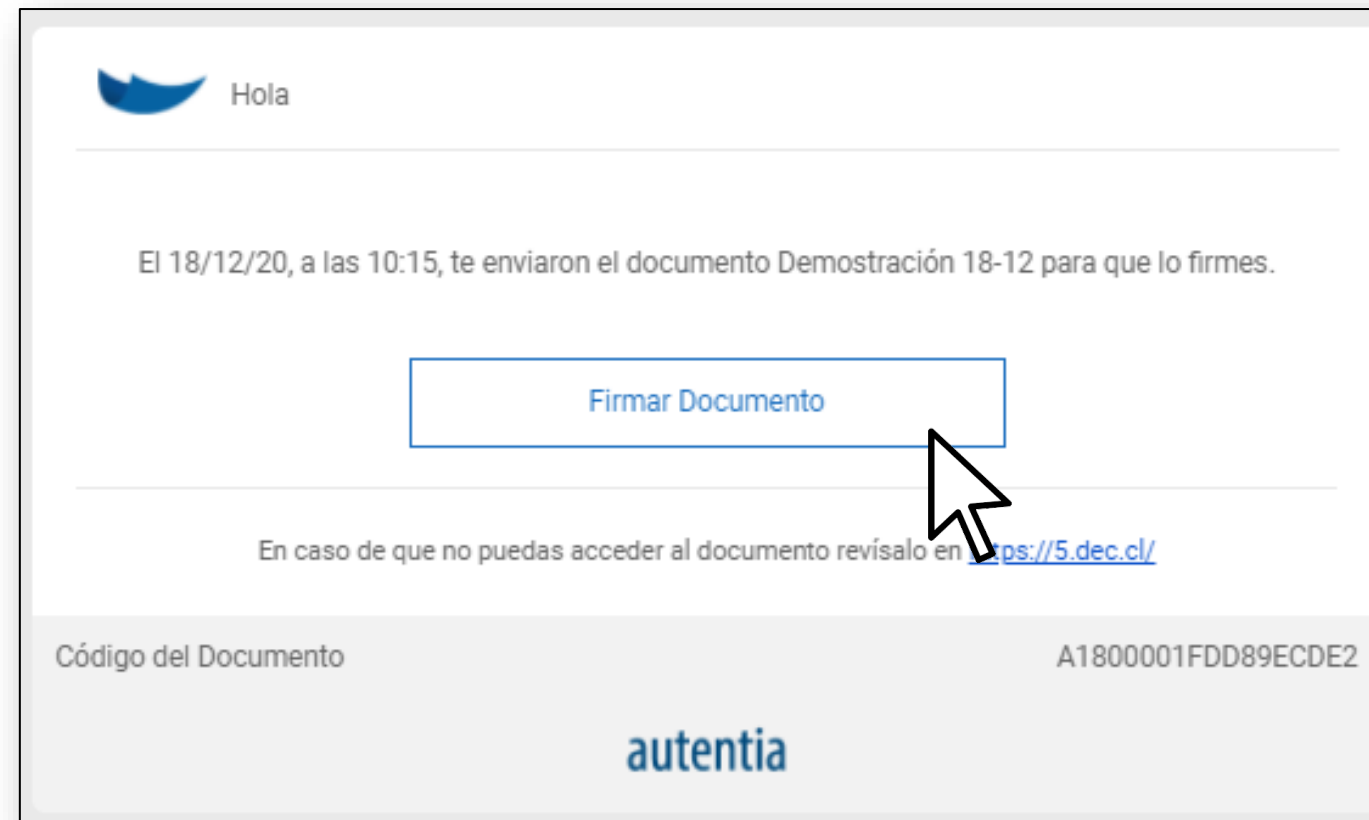 Hola
El 18/12/20, a las 10:15, te enviaron el documento Demostración 18-12 para que lo firmes.
Firmar Documento
En caso de que no puedas acceder al documento revísalo en https://5.dec.cl/
Código del Documento A1800001FDD89ECDE2
autentia